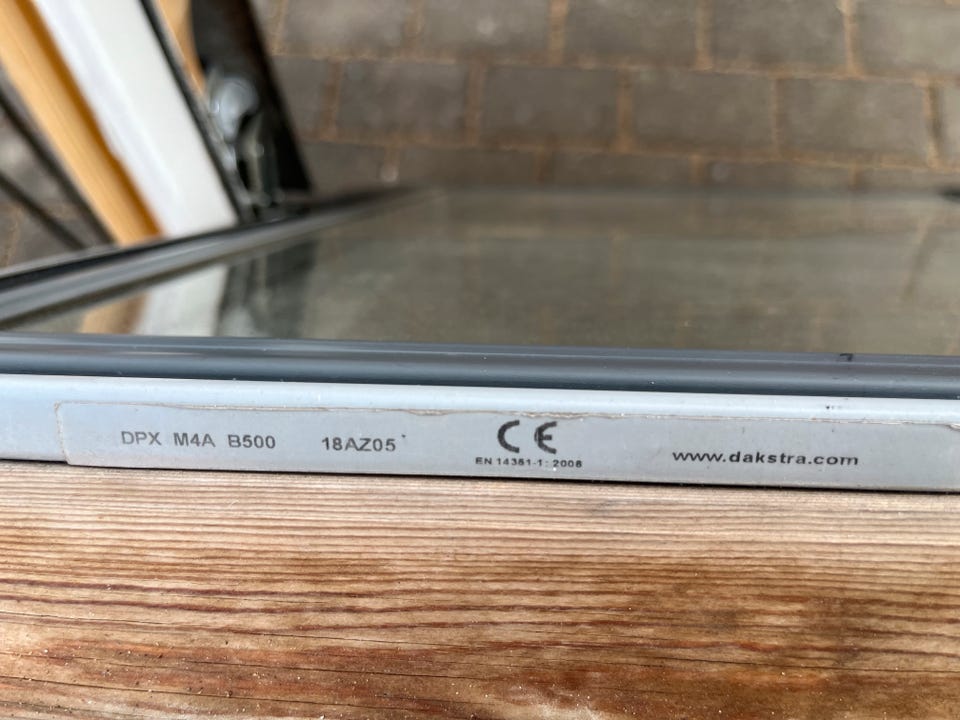 DPX M4A B500 18AZ05 CE www.dakstra.com
EN 14351-1: 2006